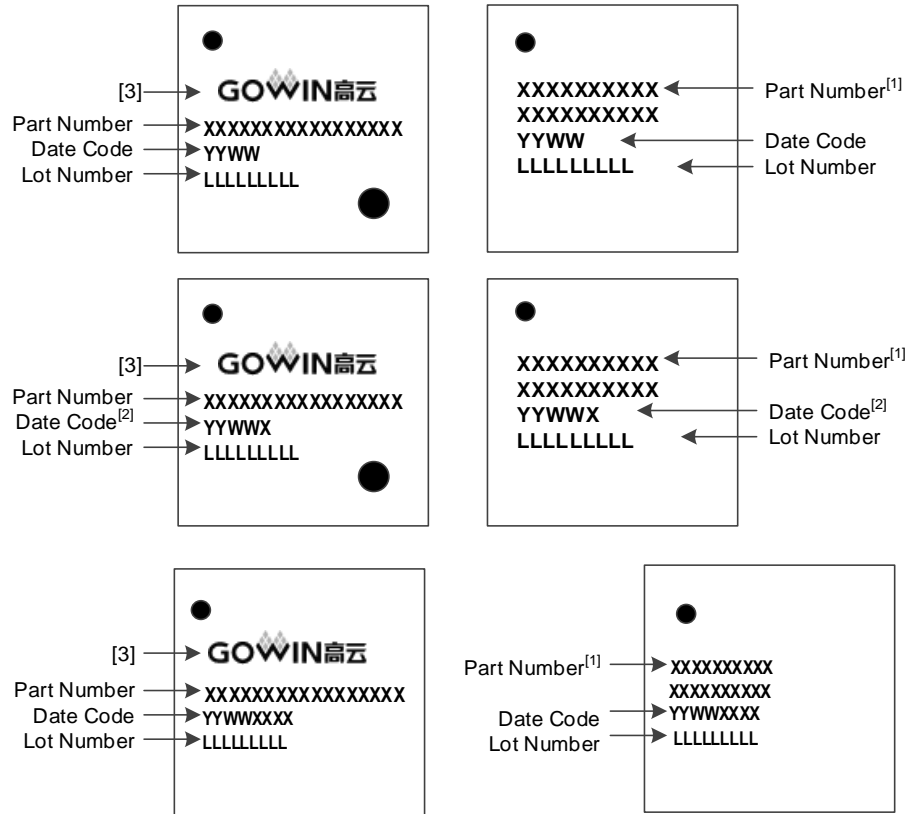 [3] GOWIN高云
Part Number XXXXXXXXXXXXXXXXX
Date Code YYWW
Lot Number LLLLLLLLL
XXXXXXXXXX Part Number[1]
XXXXXXXXXX
YYWW Date Code
LLLLLLLLL Lot Number
[3] GOWIN高云
Part Number XXXXXXXXXXXXXXXXX
Date Code[2] YYWWX
Lot Number LLLLLLLLL
XXXXXXXXXX Part Number[1]
XXXXXXXXXX
YYWWX Date Code[2]
LLLLLLLLL Lot Number
[3] GOWIN高云
Part Number XXXXXXXXXXXXXXXXX
Date Code YYWWXXXX
Lot Number LLLLLLLLL
Part Number[1] XXXXXXXXXX
XXXXXXXXXX
Date Code YYWWXXXX
Lot Number LLLLLLLLL